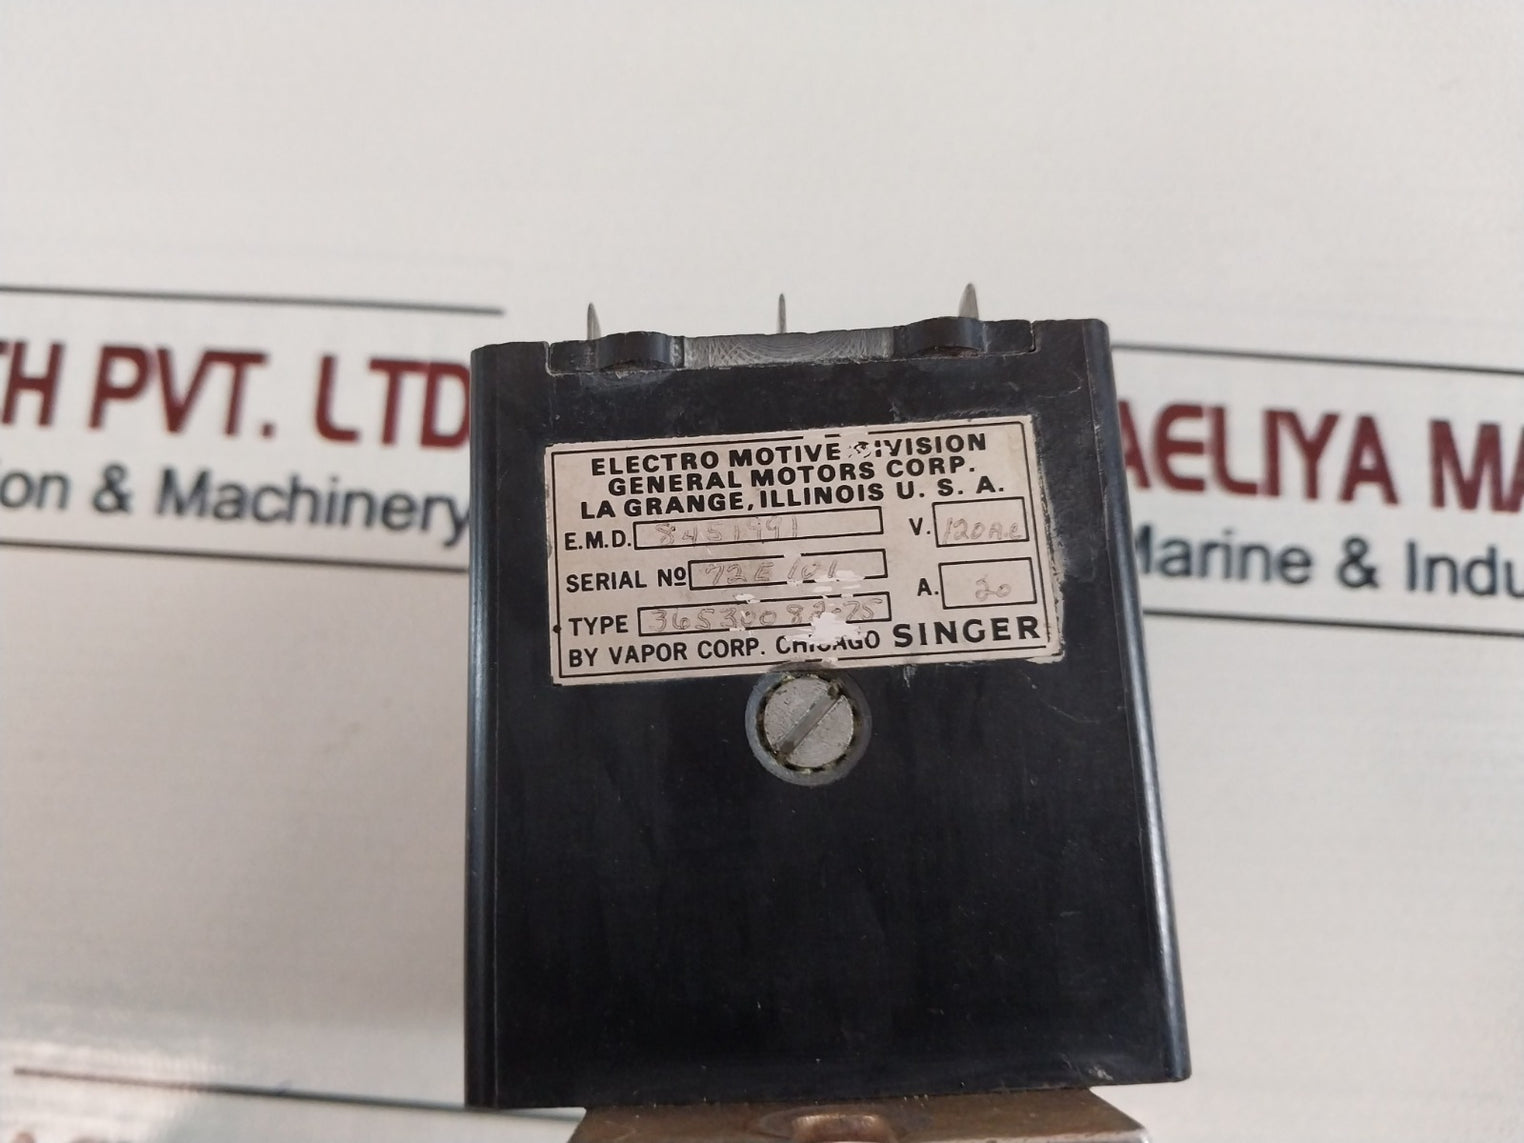 TH PVT. LTD
on & Machinery
AELIYA MA
Marine & Indu
ELECTRO MOTIVE DIVISION
GENERAL MOTORS CORP.
LA GRANGE, ILLINOIS U. S. A.
E.M.D. 8451991 V. 120AC
SERIAL Nº 72E101 A. 20
TYPE
BY VAPOR CORP. CHICAGO SINGER